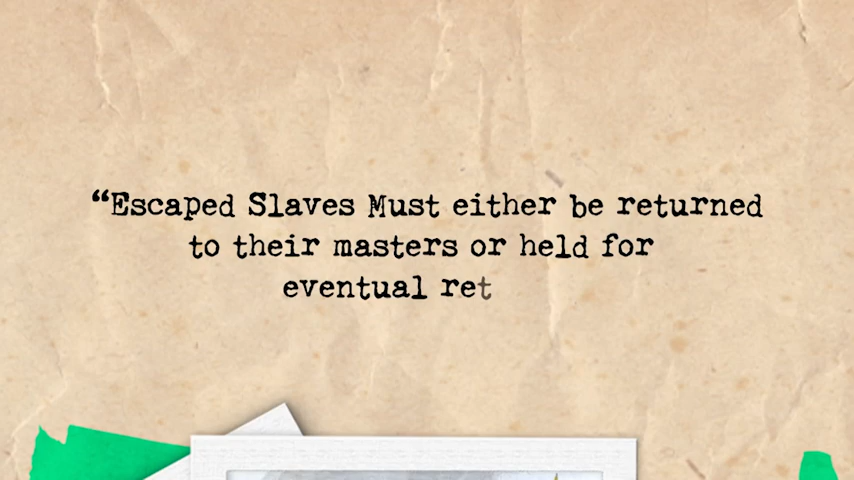 “Escaped Slaves Must either be returned
to their masters or held for
eventual ret